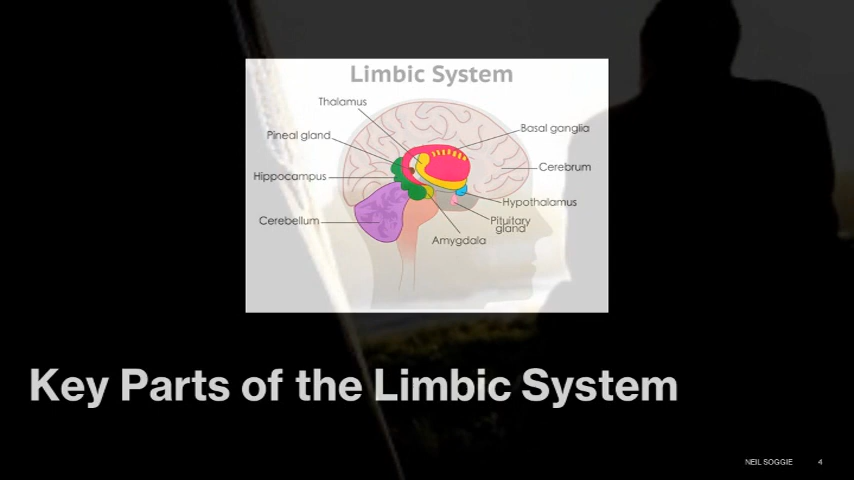 Limbic System
Thalamus
Pineal gland
Basal ganglia
Cerebrum
Hippocampus
Hypothalamus
Cerebellum
Pituitary
gland
Amygdala
Key Parts of the Limbic System
NEIL SOGGIE
4